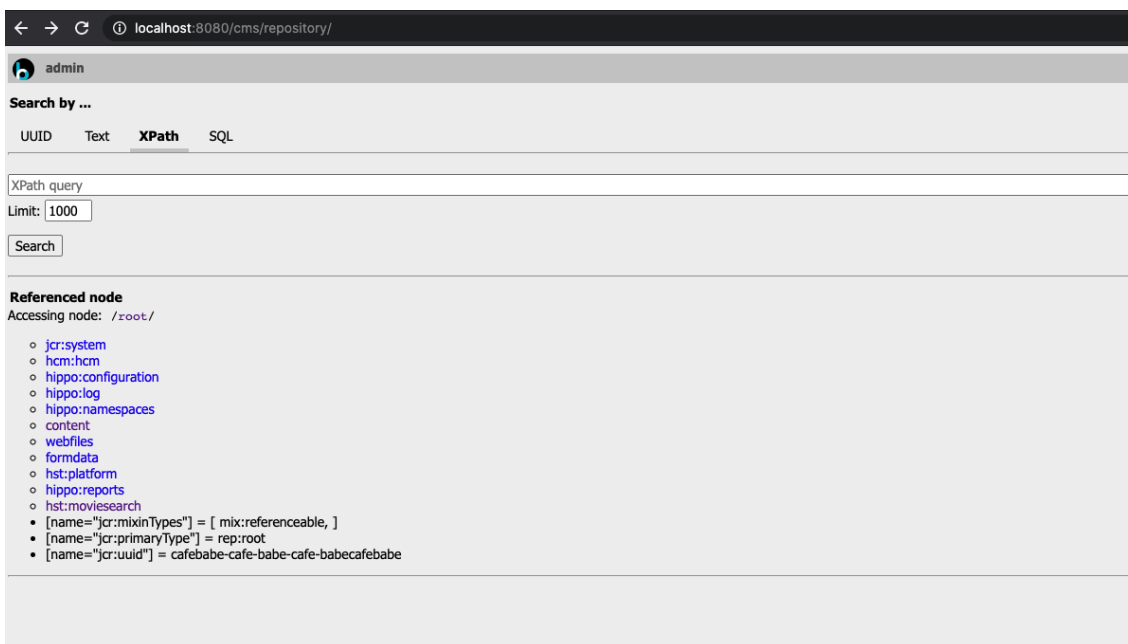 localhost:8080/cms/repository/
admin
Search by ...
UUID Text XPath SQL
XPath query
Limit: 1000
Search
Referenced node
Accessing node: /root/
jcr:system
hcm:hcm
hippo:configuration
hippo:log
hippo:namespaces
content
webfiles
formdata
hst:platform
hippo:reports
hst:moviesearch
[name="jcr:mixinTypes"] = [ mix:referenceable, ]
[name="jcr:primaryType"] = rep:root
[name="jcr:uuid"] = cafebabe-cafe-babe-cafe-babecafebabe